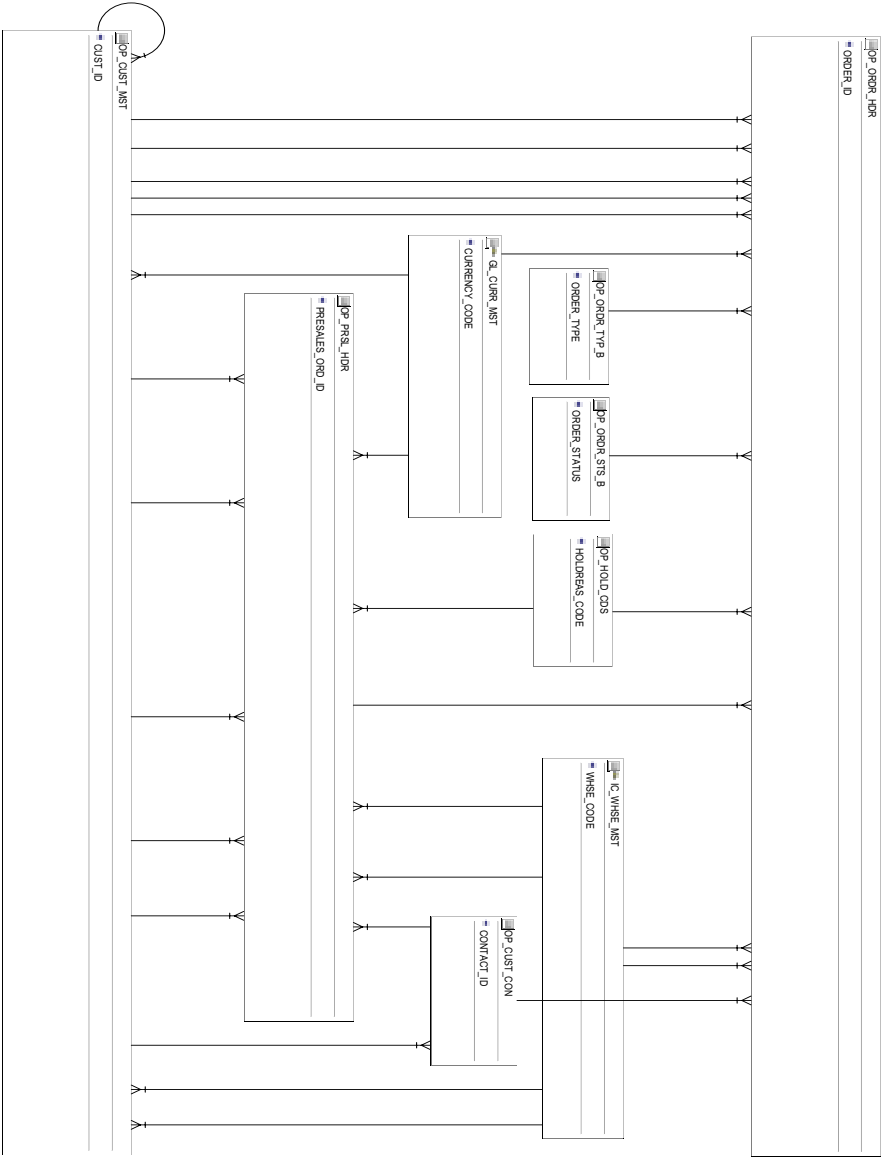 OP_CUST_MST
CUST_ID
OP_ORDR_HDR
ORDER_ID
GL_CURR_MST
CURRENCY_CODE
OP_ORDR_TYP_B
ORDER_TYPE
OP_PRSL_HDR
PRESALES_ORD_ID
OP_ORDR_STS_B
ORDER_STATUS
OP_HOLD_CDS
HOLDREAS_CODE
IC_WHSE_MST
WHSE_CODE
OP_CUST_CON
CONTACT_ID